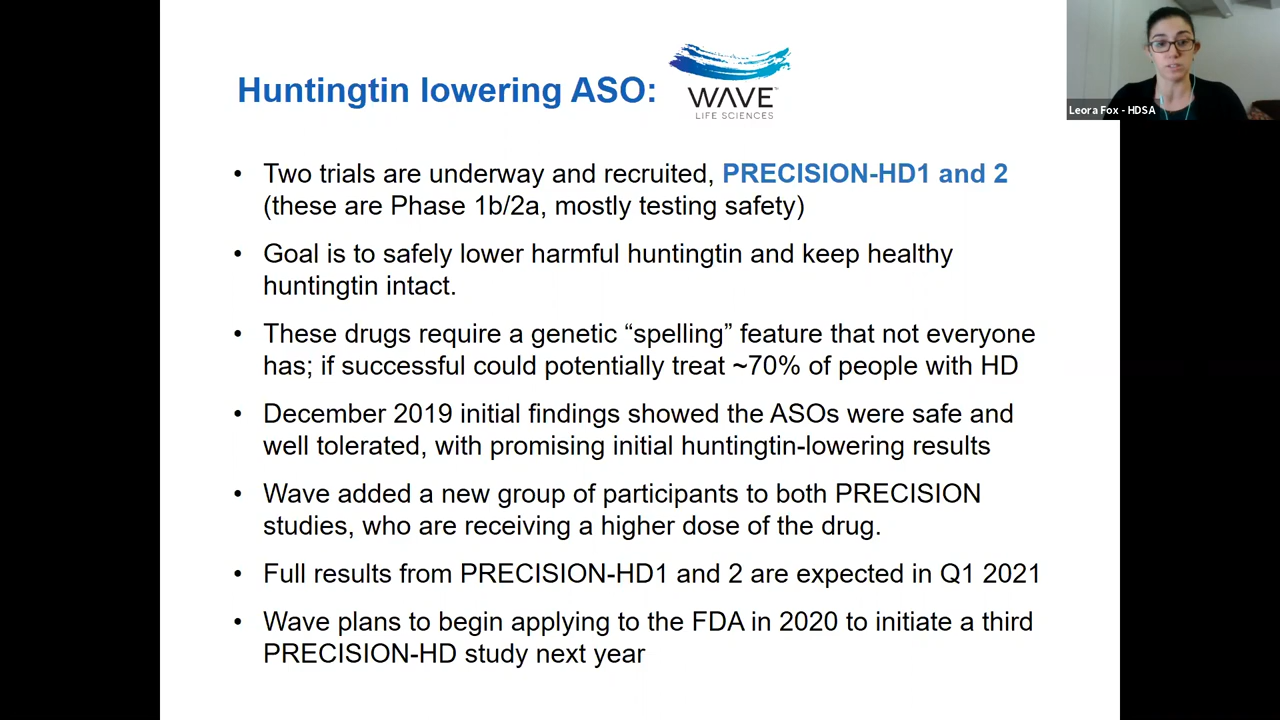 Huntingtin lowering ASO:
WAVE™
LIFE SCIENCES
Leora Fox - HDSA
• Two trials are underway and recruited, PRECISION-HD1 and 2
(these are Phase 1b/2a, mostly testing safety)
• Goal is to safely lower harmful huntingtin and keep healthy
huntingtin intact.
• These drugs require a genetic “spelling” feature that not everyone
has; if successful could potentially treat ~70% of people with HD
• December 2019 initial findings showed the ASOs were safe and
well tolerated, with promising initial huntingtin-lowering results
• Wave added a new group of participants to both PRECISION
studies, who are receiving a higher dose of the drug.
• Full results from PRECISION-HD1 and 2 are expected in Q1 2021
• Wave plans to begin applying to the FDA in 2020 to initiate a third
PRECISION-HD study next year